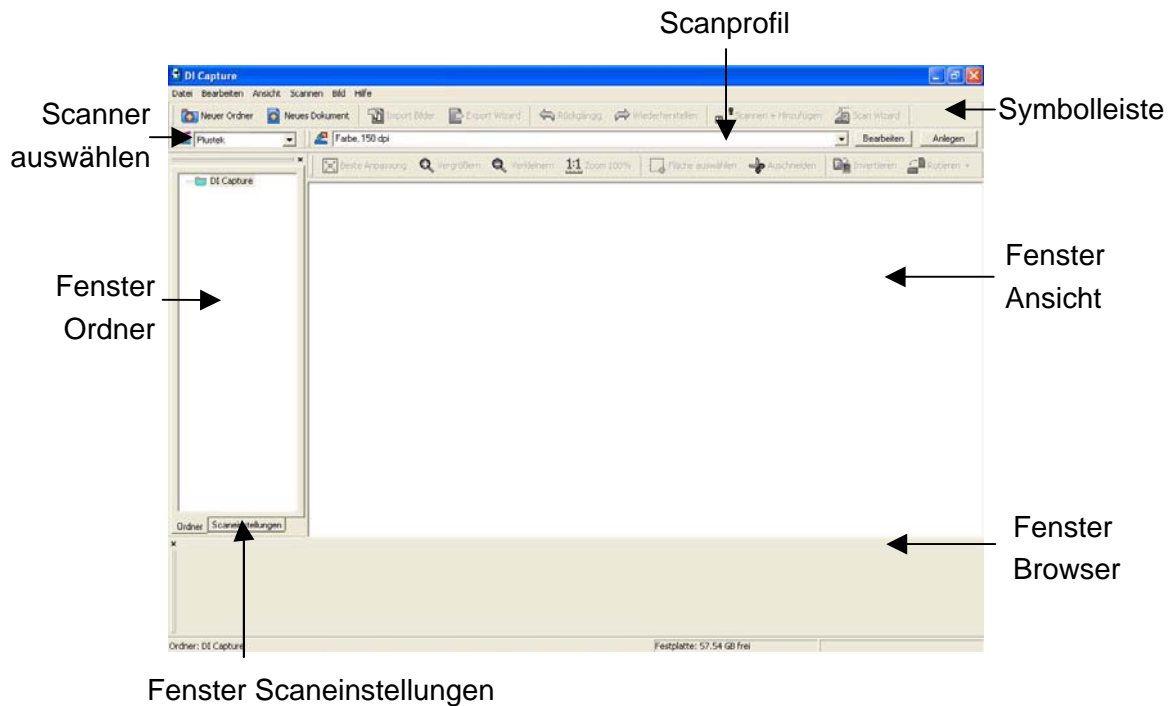 Scanprofil
DI Capture
Datei Bearbeiten Ansicht Scannen Bild Hilfe
Scanner
auswählen
Neuer Ordner Neues Dokument Import Bilder Export Wizard Rückgängig Wiederherstellen Scannen + Hinzufügen Scan Wizard
Symbolleiste
Plustek Farbe, 150 dpi Bearbeiten Anlegen
Beste Anpassung Vergrößern Verkleinern 1:1 Zoom 100% Fläche auswählen Auschneiden Invertieren Rotieren
DI Capture
Fenster
Ordner
Fenster
Ansicht
Ordner Scaneinstellungen
Fenster
Browser
Ordner: DI Capture Festplatte: 57.54 GB frei
Fenster Scaneinstellungen